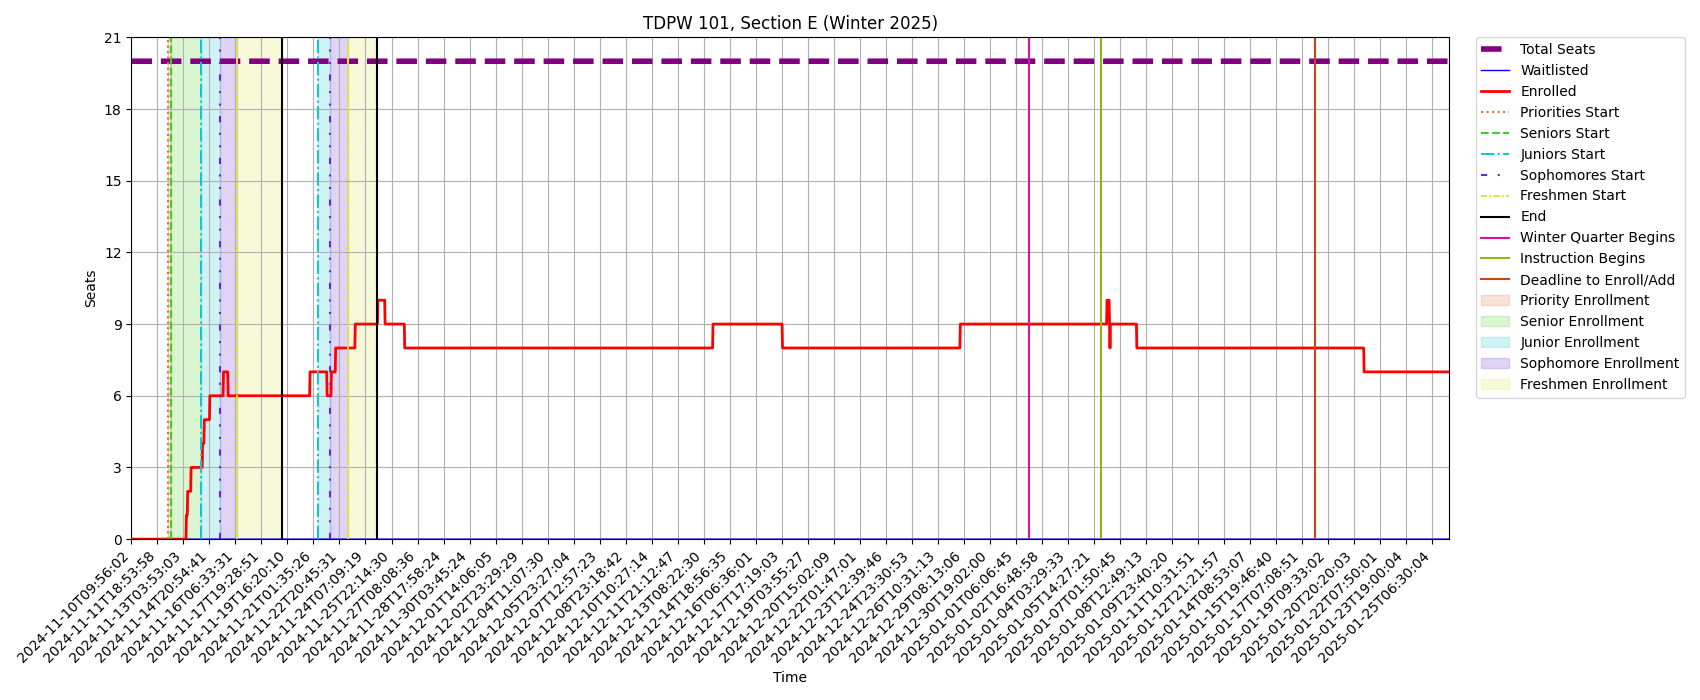 TDPW 101, Section E (Winter 2025)
21
18
15
12
9
6
3
0
Seats
2024-11-10T09:56:02
2024-11-11T18:53:58
2024-11-13T03:53:03
2024-11-14T20:54:41
2024-11-16T06:33:31
2024-11-17T19:28:51
2024-11-19T16:20:10
2024-11-21T01:35:26
2024-11-22T20:45:31
2024-11-24T07:09:19
2024-11-25T22:14:30
2024-11-27T08:08:36
2024-11-28T17:58:24
2024-11-30T03:45:24
2024-12-01T14:06:05
2024-12-02T23:29:29
2024-12-04T11:07:30
2024-12-05T23:27:04
2024-12-07T12:57:23
2024-12-08T23:18:42
2024-12-10T10:27:14
2024-12-11T21:12:47
2024-12-13T08:22:30
2024-12-14T18:56:35
2024-12-16T06:36:01
2024-12-17T17:19:03
2024-12-19T03:55:27
2024-12-20T15:02:09
2024-12-22T01:47:01
2024-12-23T12:39:46
2024-12-24T23:30:53
2024-12-26T10:31:13
2024-12-29T08:13:06
2024-12-30T19:02:00
2025-01-01T06:06:45
2025-01-02T16:48:58
2025-01-04T03:29:33
2025-01-05T14:27:21
2025-01-07T01:50:45
2025-01-08T12:49:13
2025-01-09T23:40:20
2025-01-11T10:31:51
2025-01-12T21:21:57
2025-01-14T08:53:07
2025-01-15T19:46:40
2025-01-17T07:08:51
2025-01-19T09:33:02
2025-01-20T20:20:03
2025-01-22T07:50:01
2025-01-23T19:00:04
2025-01-25T06:30:04
Time
Total Seats
Waitlisted
Enrolled
Priorities Start
Seniors Start
Juniors Start
Sophomores Start
Freshmen Start
End
Winter Quarter Begins
Instruction Begins
Deadline to Enroll/Add
Priority Enrollment
Senior Enrollment
Junior Enrollment
Sophomore Enrollment
Freshmen Enrollment